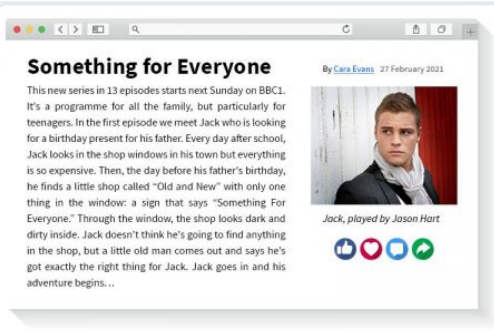 Something for Everyone
This new series in 13 episodes starts next Sunday on BBC1.
It's a programme for all the family, but particularly for
teenagers. In the first episode we meet Jack who is looking
for a birthday present for his father. Every day after school,
Jack looks in the shop windows in his town but everything
is so expensive. Then, the day before his father's birthday,
he finds a little shop called "Old and New" with only one
thing in the window: a sign that says "Something For
Everyone." Through the window, the shop looks dark and
dirty inside. Jack doesn't think he's going to find anything
in the shop, but a little old man comes out and says he's
got exactly the right thing for Jack. Jack goes in and his
adventure begins...
By Cara Evans 27 February 2021
Jack, played by Jason Hart